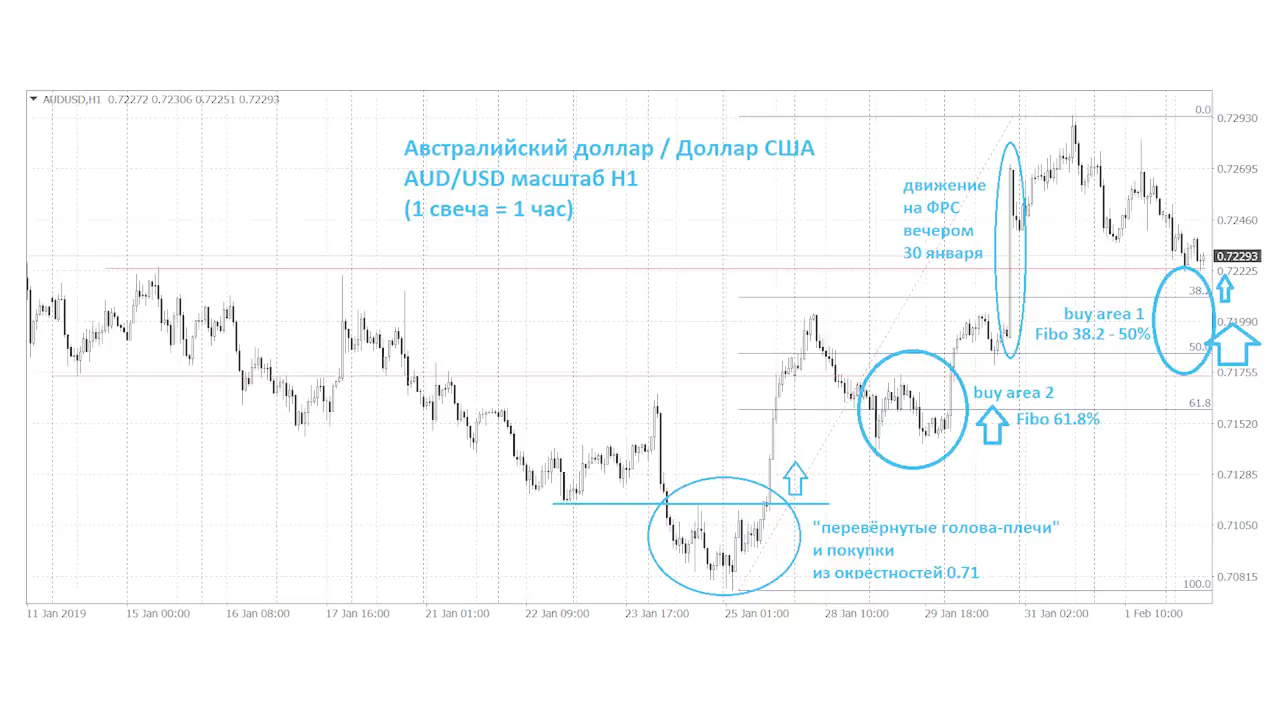 AUDUSD,H1 0.72272 0.72306 0.72251 0.72293
Австралийский доллар / Доллар США
AUD/USD масштаб H1
(1 свеча = 1 час)
движение
на ФРС
вечером
30 января
buy area 1
Fibo 38.2 - 50%
buy area 2
Fibo 61.8%
"перевёрнутые голова-плечи"
и покупки
из окрестностей 0.71
0.0
38.2
50.0
61.8
100.0
0.72930
0.72695
0.72460
0.72293
0.72225
0.71990
0.71755
0.71520
0.71285
0.71050
0.70815
11 Jan 2019
15 Jan 00:00
16 Jan 08:00
17 Jan 16:00
21 Jan 01:00
22 Jan 09:00
23 Jan 17:00
25 Jan 01:00
28 Jan 10:00
29 Jan 18:00
31 Jan 02:00
1 Feb 10:00